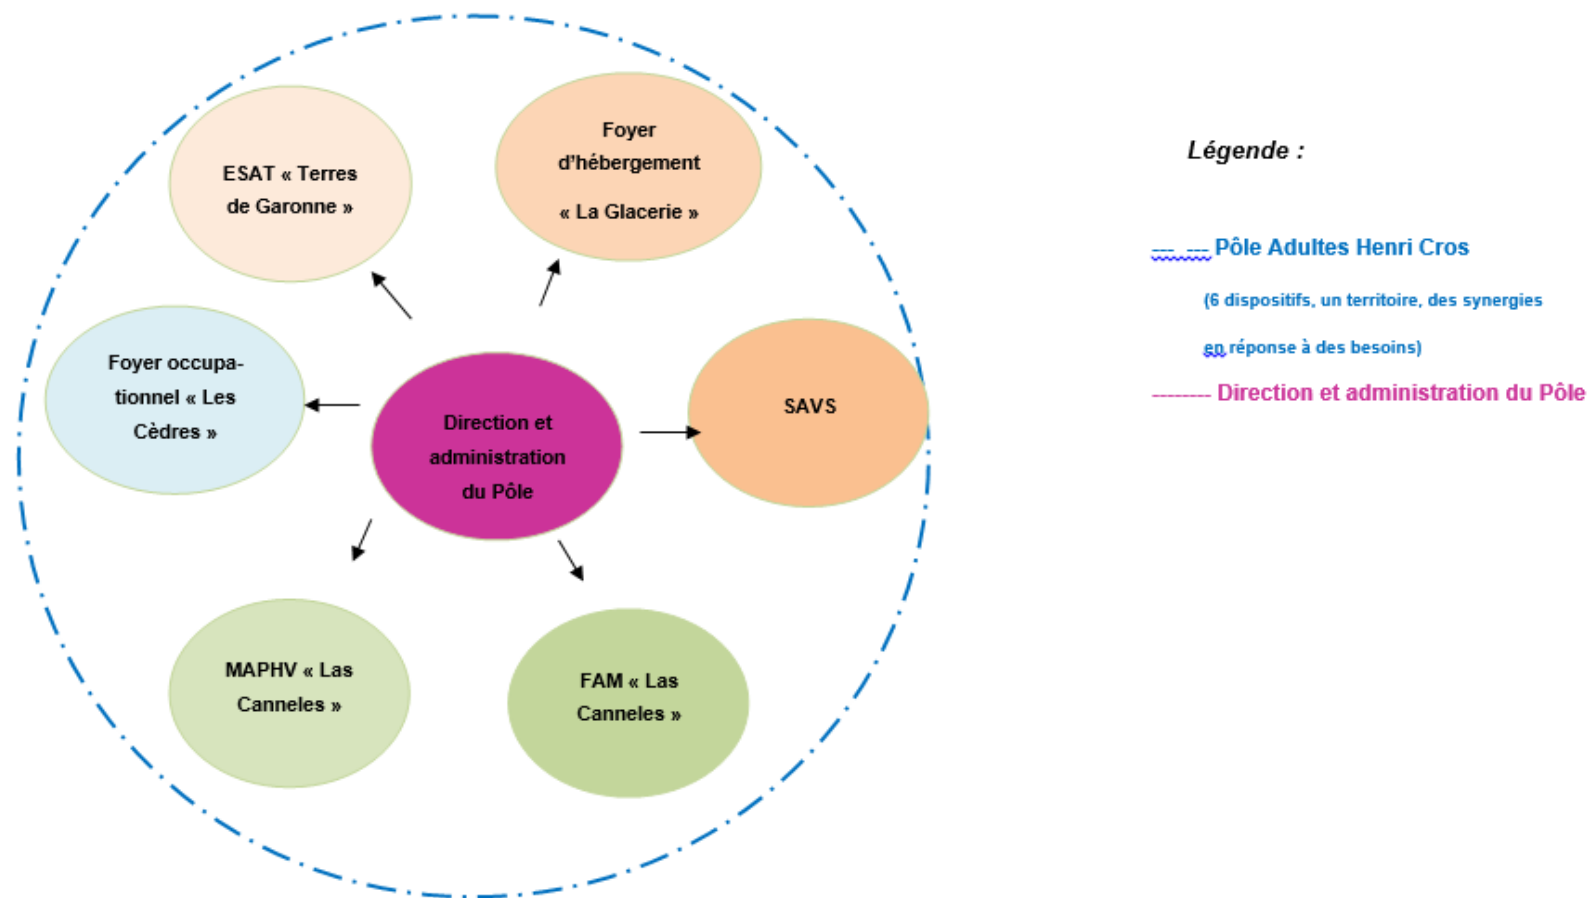 ESAT « Terres
de Garonne »
Foyer
d'hébergement
« La Glacerie »
Foyer occupa-
tionnel « Les
Cèdres »
Direction et
administration
du Pôle
SAVS
MAPHV « Las
Canneles »
FAM « Las
Canneles »
Légende :
--- --- Pôle Adultes Henri Cros
(6 dispositifs, un territoire, des synergies
en réponse à des besoins)
-------- Direction et administration du Pôle